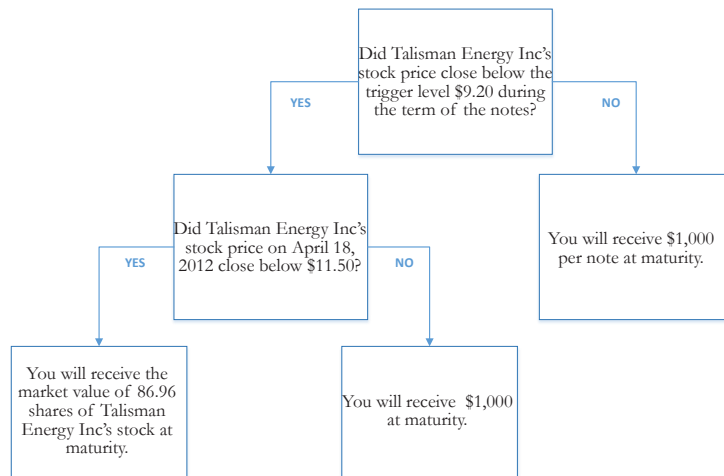 Did Talisman Energy Inc's
stock price close below the
trigger level $9.20 during
the term of the notes?
YES
NO
Did Talisman Energy Inc's
stock price on April 18,
2012 close below $11.50?
You will receive $1,000
per note at maturity.
YES
NO
You will receive the
market value of 86.96
shares of Talisman
Energy Inc's stock at
maturity.
You will receive $1,000
at maturity.